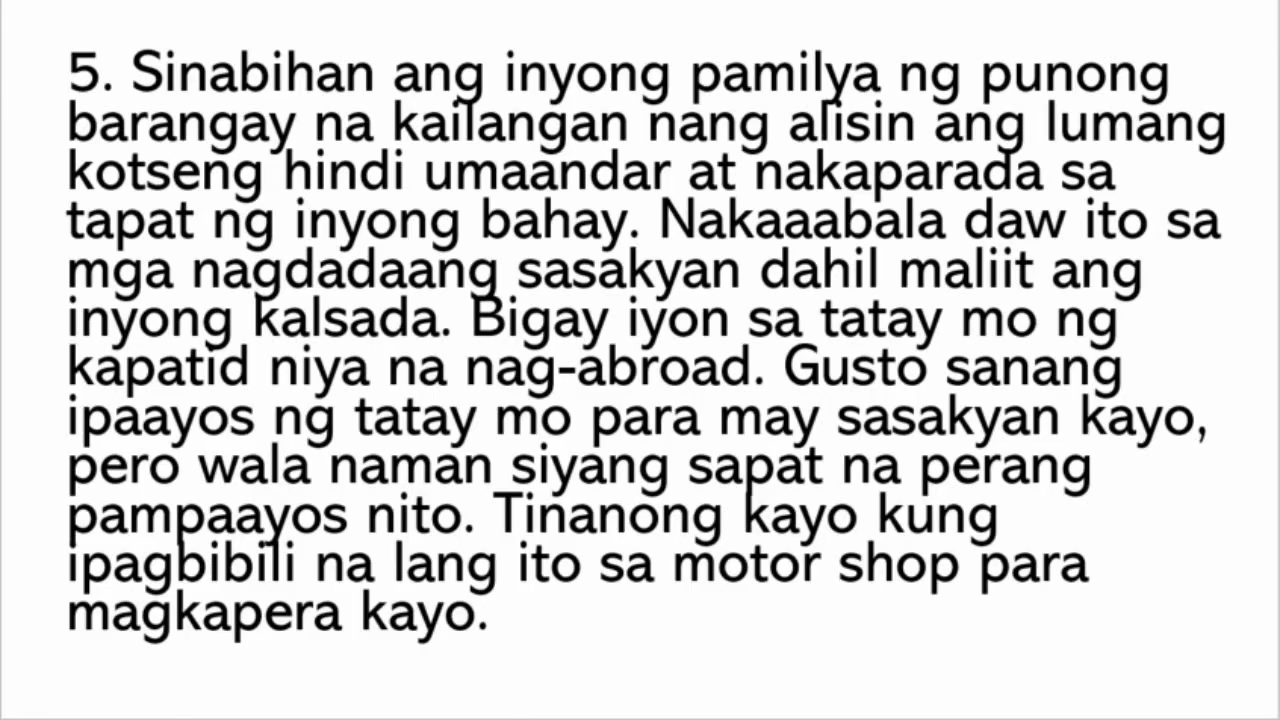 5. Sinabihan ang inyong pamilya ng punong
barangay na kailangan nang alisin ang lumang
kotseng hindi umaandar at nakaparada sa
tapat ng inyong bahay. Nakaaabala daw ito sa
mga nagdadaang sasakyan dahil maliit ang
inyong kalsada. Bigay iyon sa tatay mo ng
kapatid niya na nag-abroad. Gusto sanang
ipaayos ng tatay mo para may sasakyan kayo,
pero wala naman siyang sapat na perang
pampaayos nito. Tinanong kayo kung
ipagbibili na lang ito sa motor shop para
magkapera kayo.